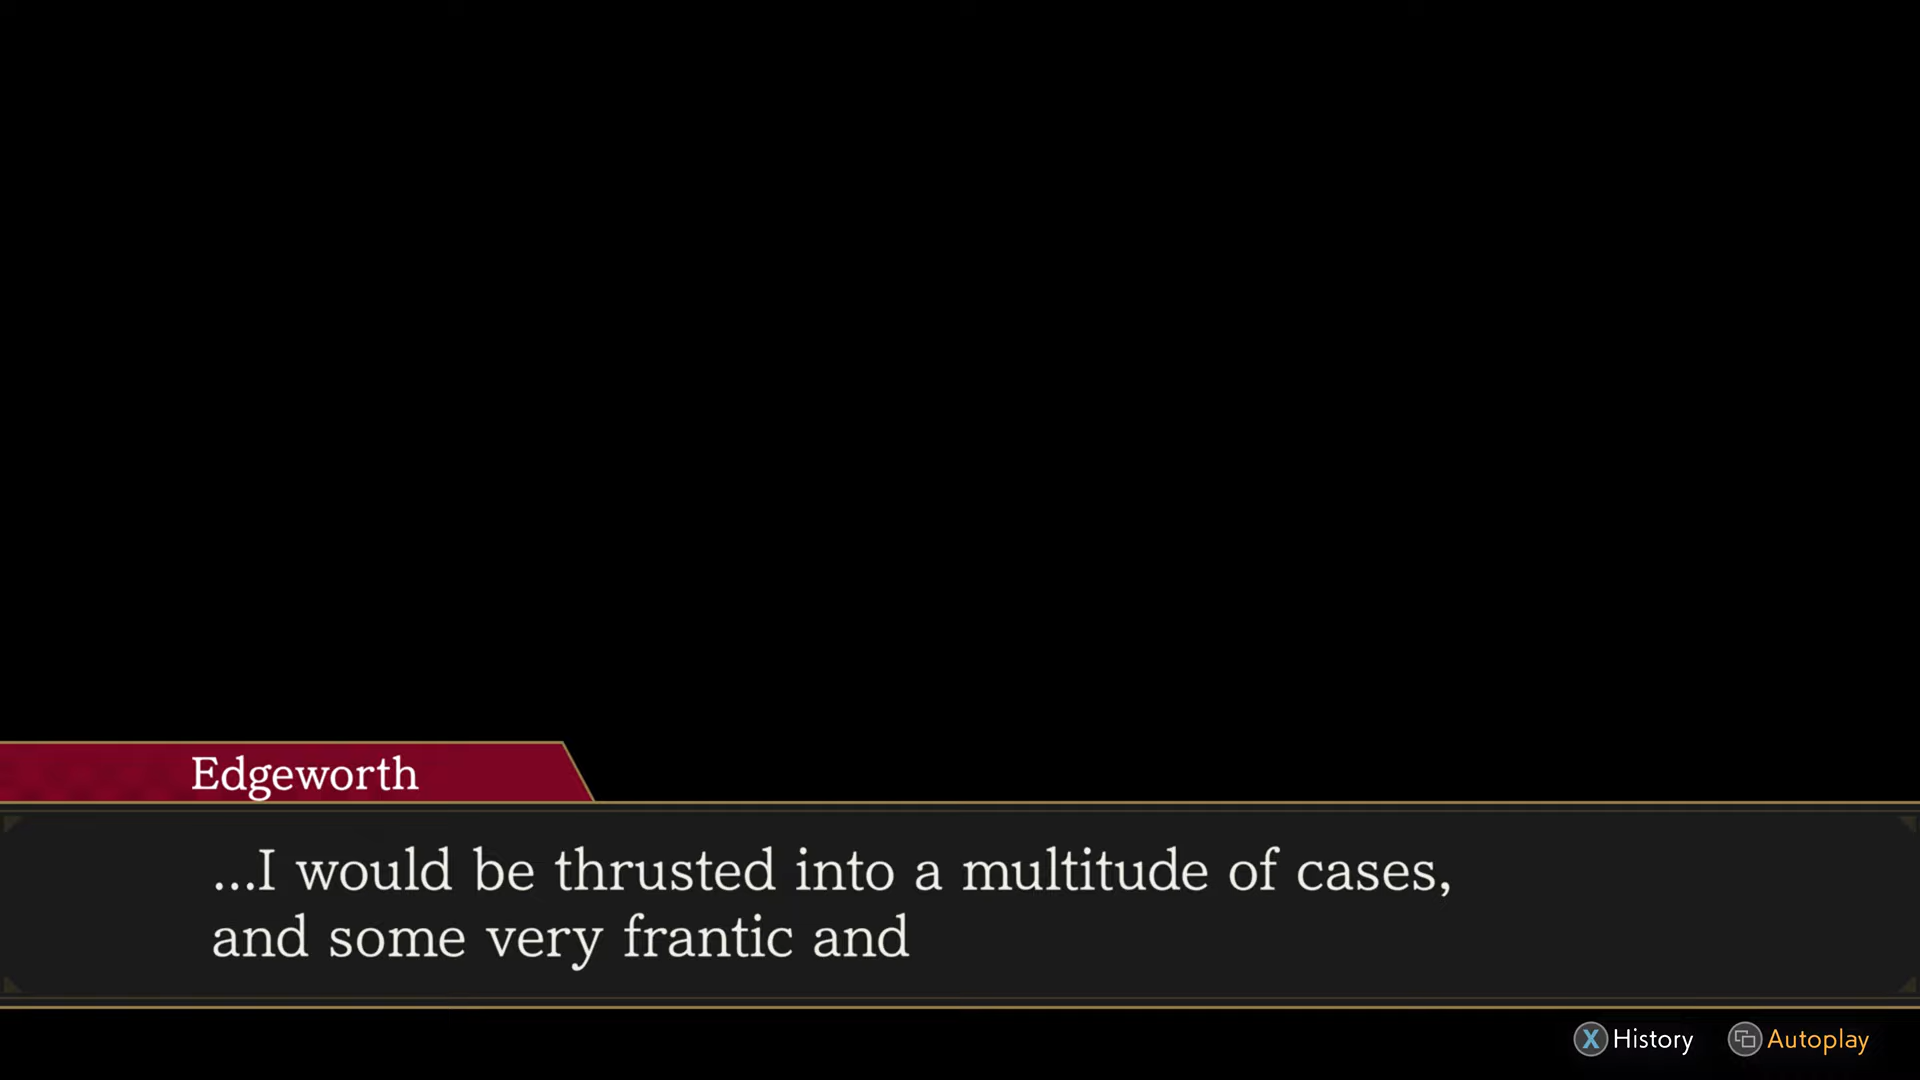 Edgeworth
...I would be thrusted into a multitude of cases,
and some very frantic and
X History Autoplay